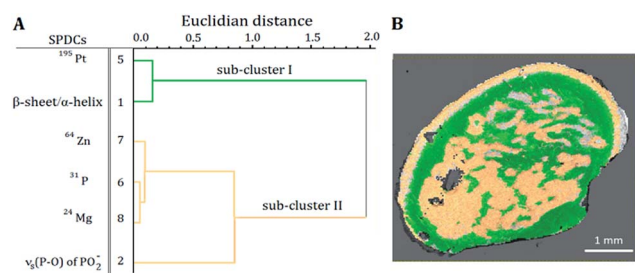 A
Euclidian distance
B
SPDCs
0.0 0.5 1.0 1.5 2.0
¹⁹⁵Pt 5
sub-cluster I
β-sheet/α-helix 1
⁶⁴Zn 7
³¹P 6
²⁴Mg 8
sub-cluster II
νₛ(P-O) of PO₂⁻ 2
1 mm